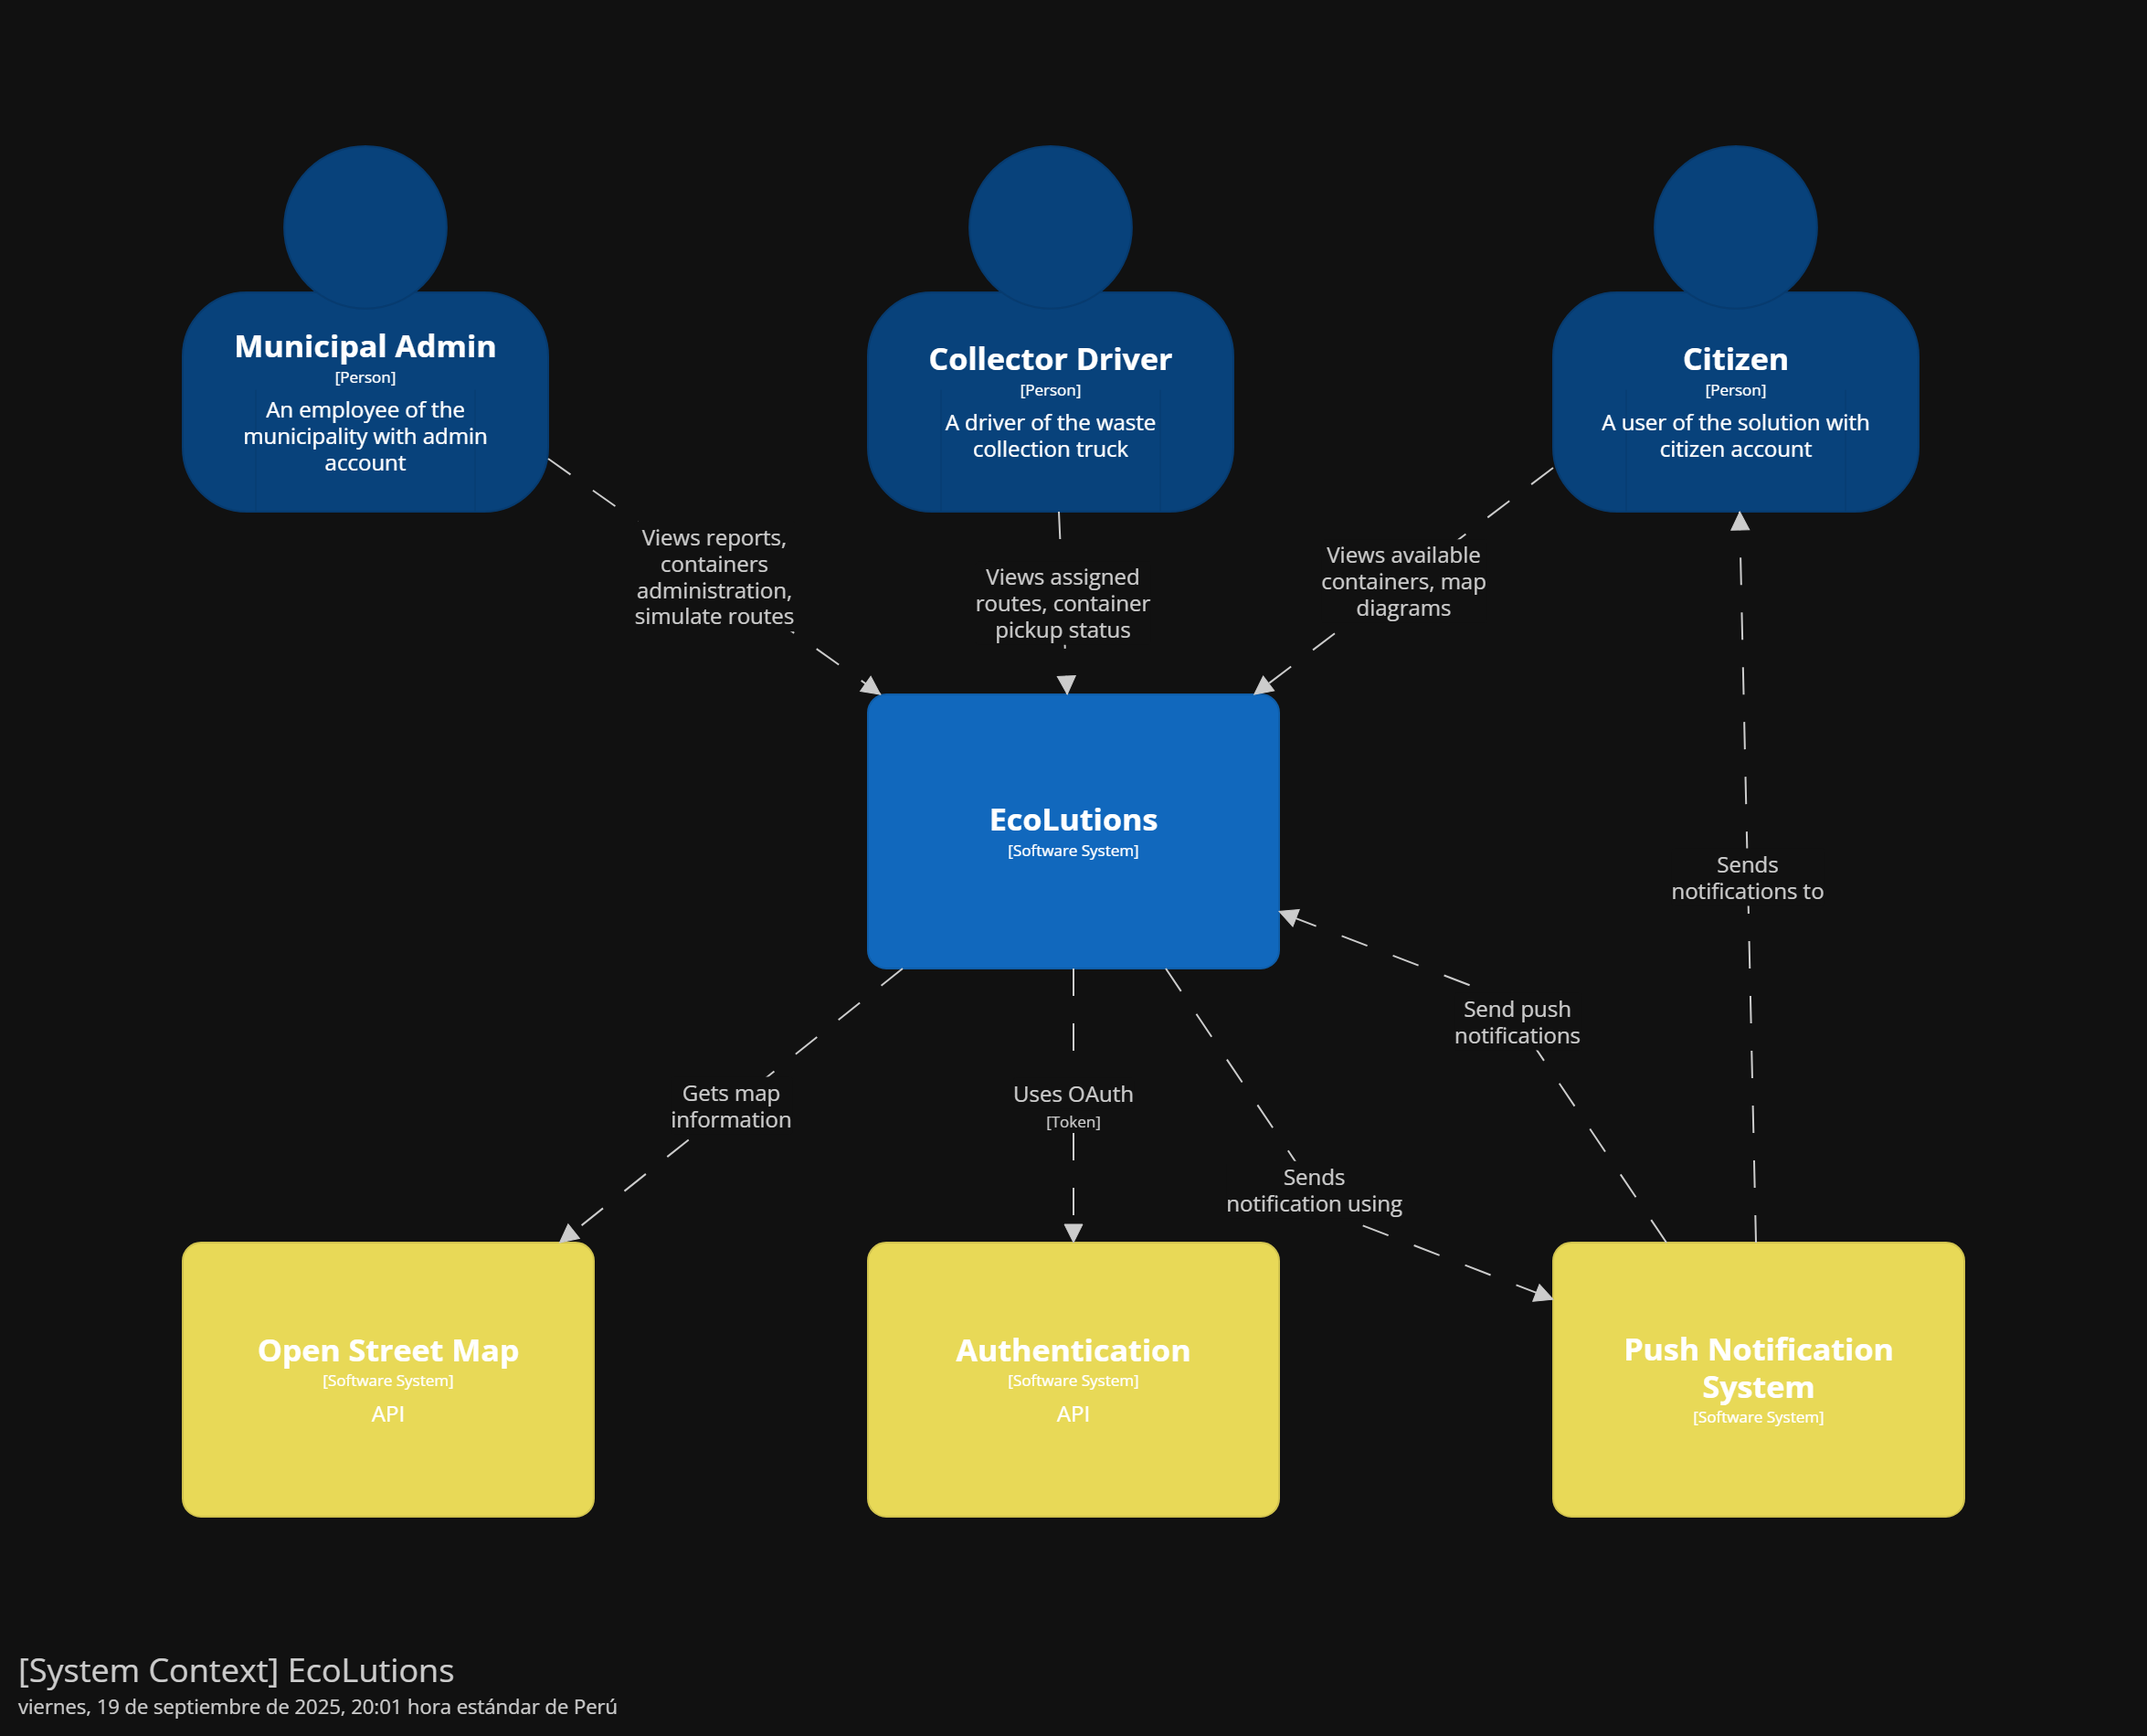 Municipal Admin
[Person]
An employee of the
municipality with admin
account
Collector Driver
[Person]
A driver of the waste
collection truck
Citizen
[Person]
A user of the solution with
citizen account
Views reports,
containers
administration,
simulate routes
Views assigned
routes, container
pickup status
Views available
containers, map
diagrams
EcoLutions
[Software System]
Sends
notifications to
Send push
notifications
Gets map
information
Uses OAuth
[Token]
Sends
notification using
Open Street Map
[Software System]
API
Authentication
[Software System]
API
Push Notification
System
[Software System]
[System Context] EcoLutions
viernes, 19 de septiembre de 2025, 20:01 hora estándar de Perú